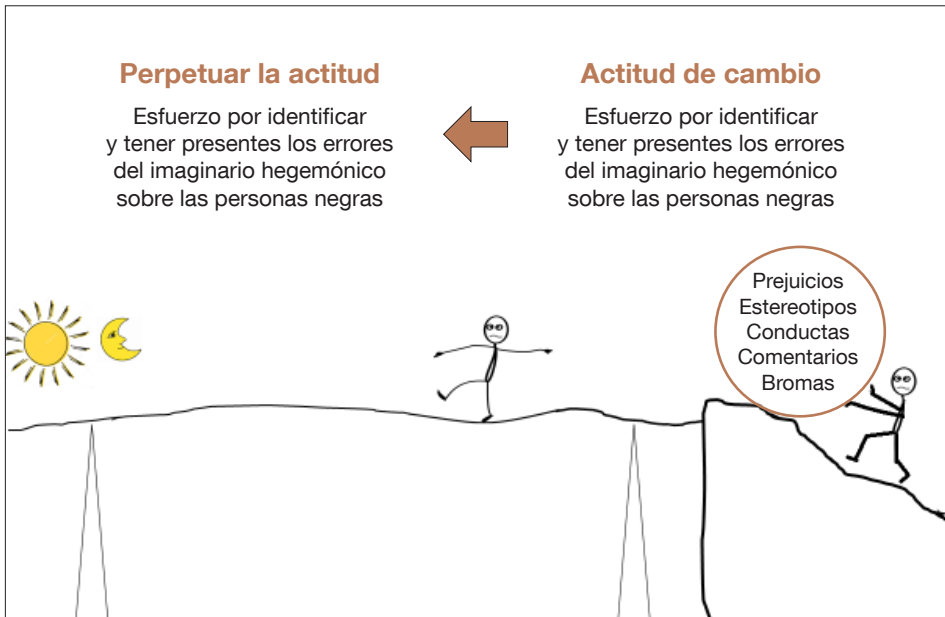 Perpetuar la actitud
Esfuerzo por identificar
y tener presentes los errores
del imaginario hegemónico
sobre las personas negras
Actitud de cambio
Esfuerzo por identificar
y tener presentes los errores
del imaginario hegemónico
sobre las personas negras
Prejuicios
Estereotipos
Conductas
Comentarios
Bromas